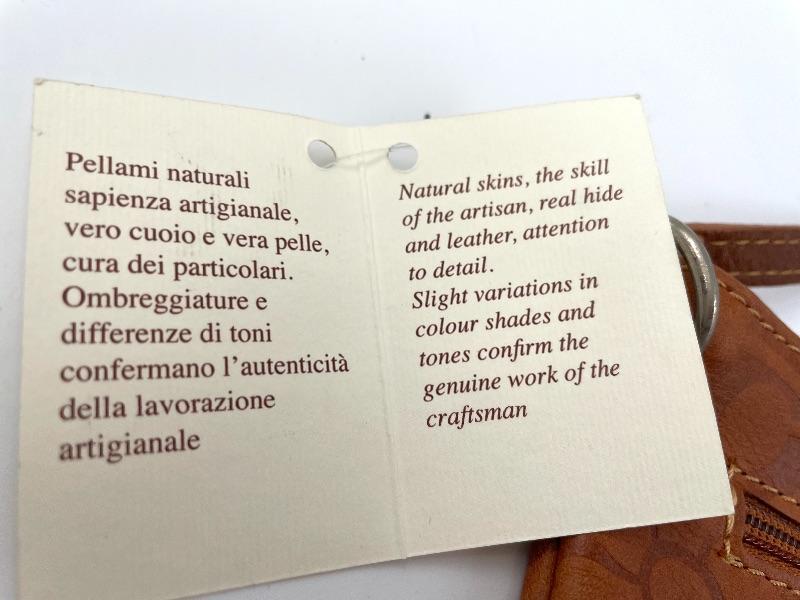 Pellami naturali
sapienza artigianale,
vero cuoio e vera pelle,
cura dei particolari.
Ombreggiature e
differenze di toni
confermano l'autenticità
della lavorazione
artigianale
Natural skins, the skill
of the artisan, real hide
and leather, attention
to detail.
Slight variations in
colour shades and
tones confirm the
genuine work of the
craftsman